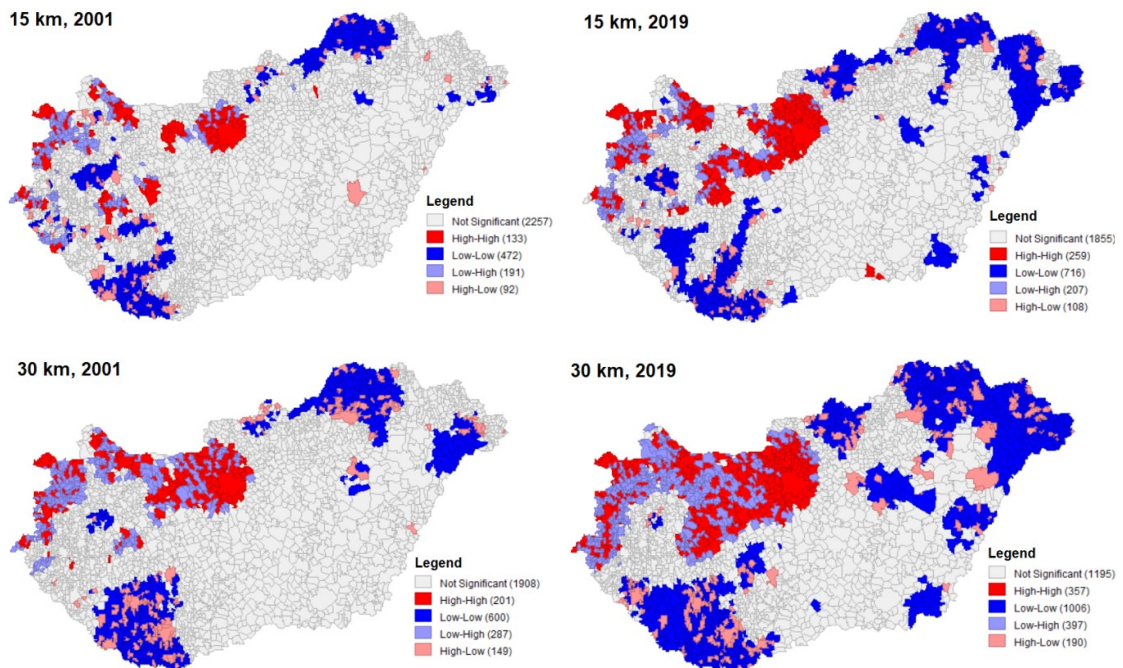 15 km, 2001
Legend
Not Significant (2257)
High-High (133)
Low-Low (472)
Low-High (191)
High-Low (92)
15 km, 2019
Legend
Not Significant (1855)
High-High (259)
Low-Low (716)
Low-High (207)
High-Low (108)
30 km, 2001
Legend
Not Significant (1908)
High-High (201)
Low-Low (600)
Low-High (287)
High-Low (149)
30 km, 2019
Legend
Not Significant (1195)
High-High (357)
Low-Low (1006)
Low-High (397)
High-Low (190)